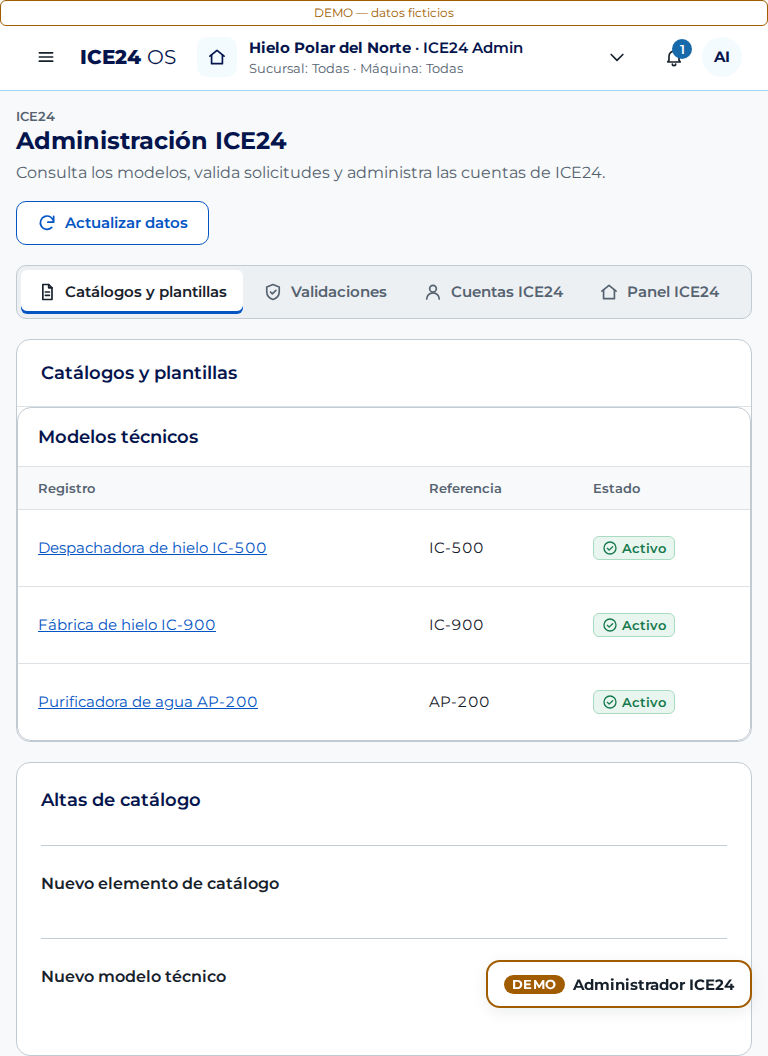 DEMO — datos ficticios
ICE24 OS
Hielo Polar del Norte · ICE24 Admin
Sucursal: Todas · Máquina: Todas
1
AI
ICE24
Administración ICE24
Consulta los modelos, valida solicitudes y administra las cuentas de ICE24.
Actualizar datos
Catálogos y plantillas Validaciones Cuentas ICE24 Panel ICE24
Catálogos y plantillas
Modelos técnicos
Registro Referencia Estado
Despachadora de hielo IC-500 IC-500 Activo
Fábrica de hielo IC-900 IC-900 Activo
Purificadora de agua AP-200 AP-200 Activo
Altas de catálogo
Nuevo elemento de catálogo
Nuevo modelo técnico
DEMO Administrador ICE24